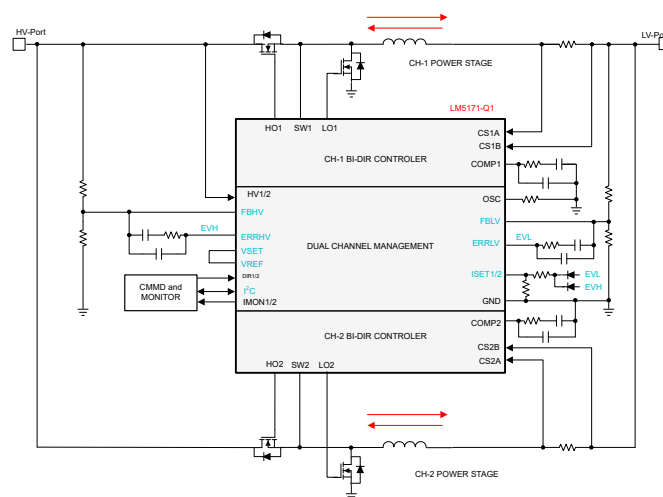 HV-Port
LV-Po
CH-1 POWER STAGE
LM5171-Q1
HO1 SW1 LO1
CS1A
CS1B
CH-1 BI-DIR CONTROLER
COMP1
HV1/2
OSC
FBHV
FBLV
EVH
ERRHV
DUAL CHANNEL MANAGEMENT
ERRLV
EVL
VSET
VREF
ISET1/2
EVL
EVH
DIR1/2
CMMD and
MONITOR
I²C
IMON1/2
GND
COMP2
CH-2 BI-DIR CONTROLER
CS2B
CS2A
HO2 SW2 LO2
CH-2 POWER STAGE